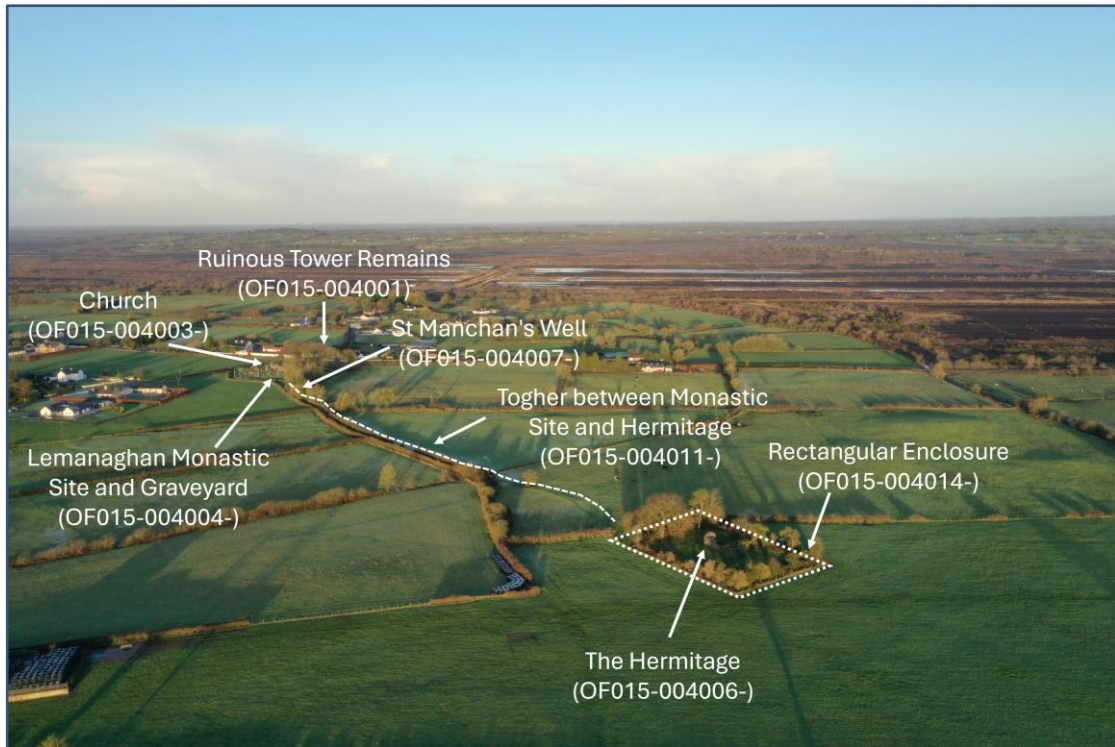 Ruinous Tower Remains
(OF015-004001)
Church
(OF015-004003-)
St Manchan's Well
(OF015-004007-)
Togher between Monastic
Site and Hermitage
(OF015-004011-)
Rectangular Enclosure
(OF015-004014-)
Lemanaghan Monastic
Site and Graveyard
(OF015-004004-)
The Hermitage
(OF015-004006-)